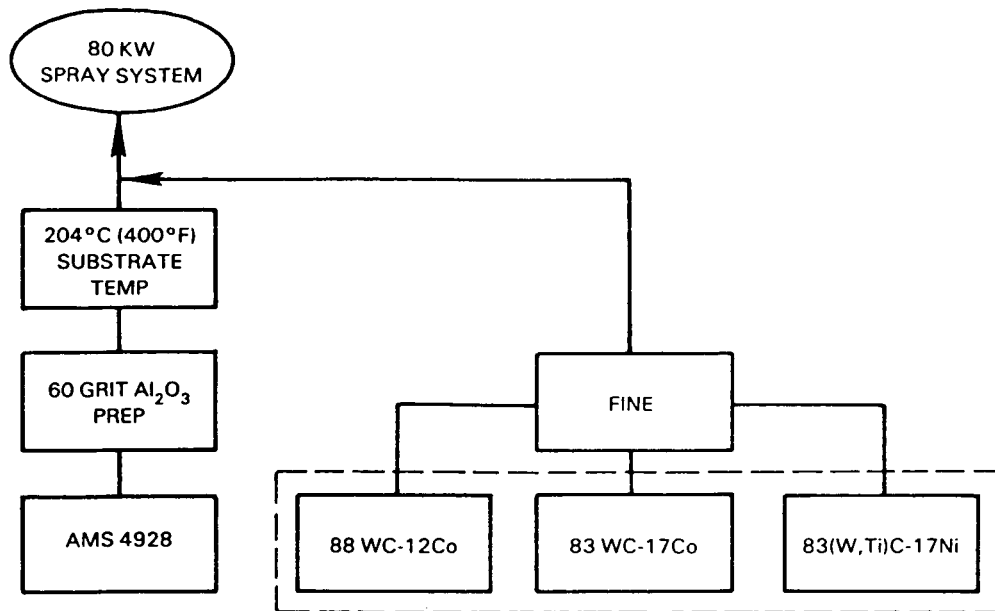 80 KW
SPRAY SYSTEM
204°C (400°F)
SUBSTRATE
TEMP
60 GRIT Al₂O₃
PREP
FINE
AMS 4928
88 WC-12Co
83 WC-17Co
83(W,Ti)C-17Ni